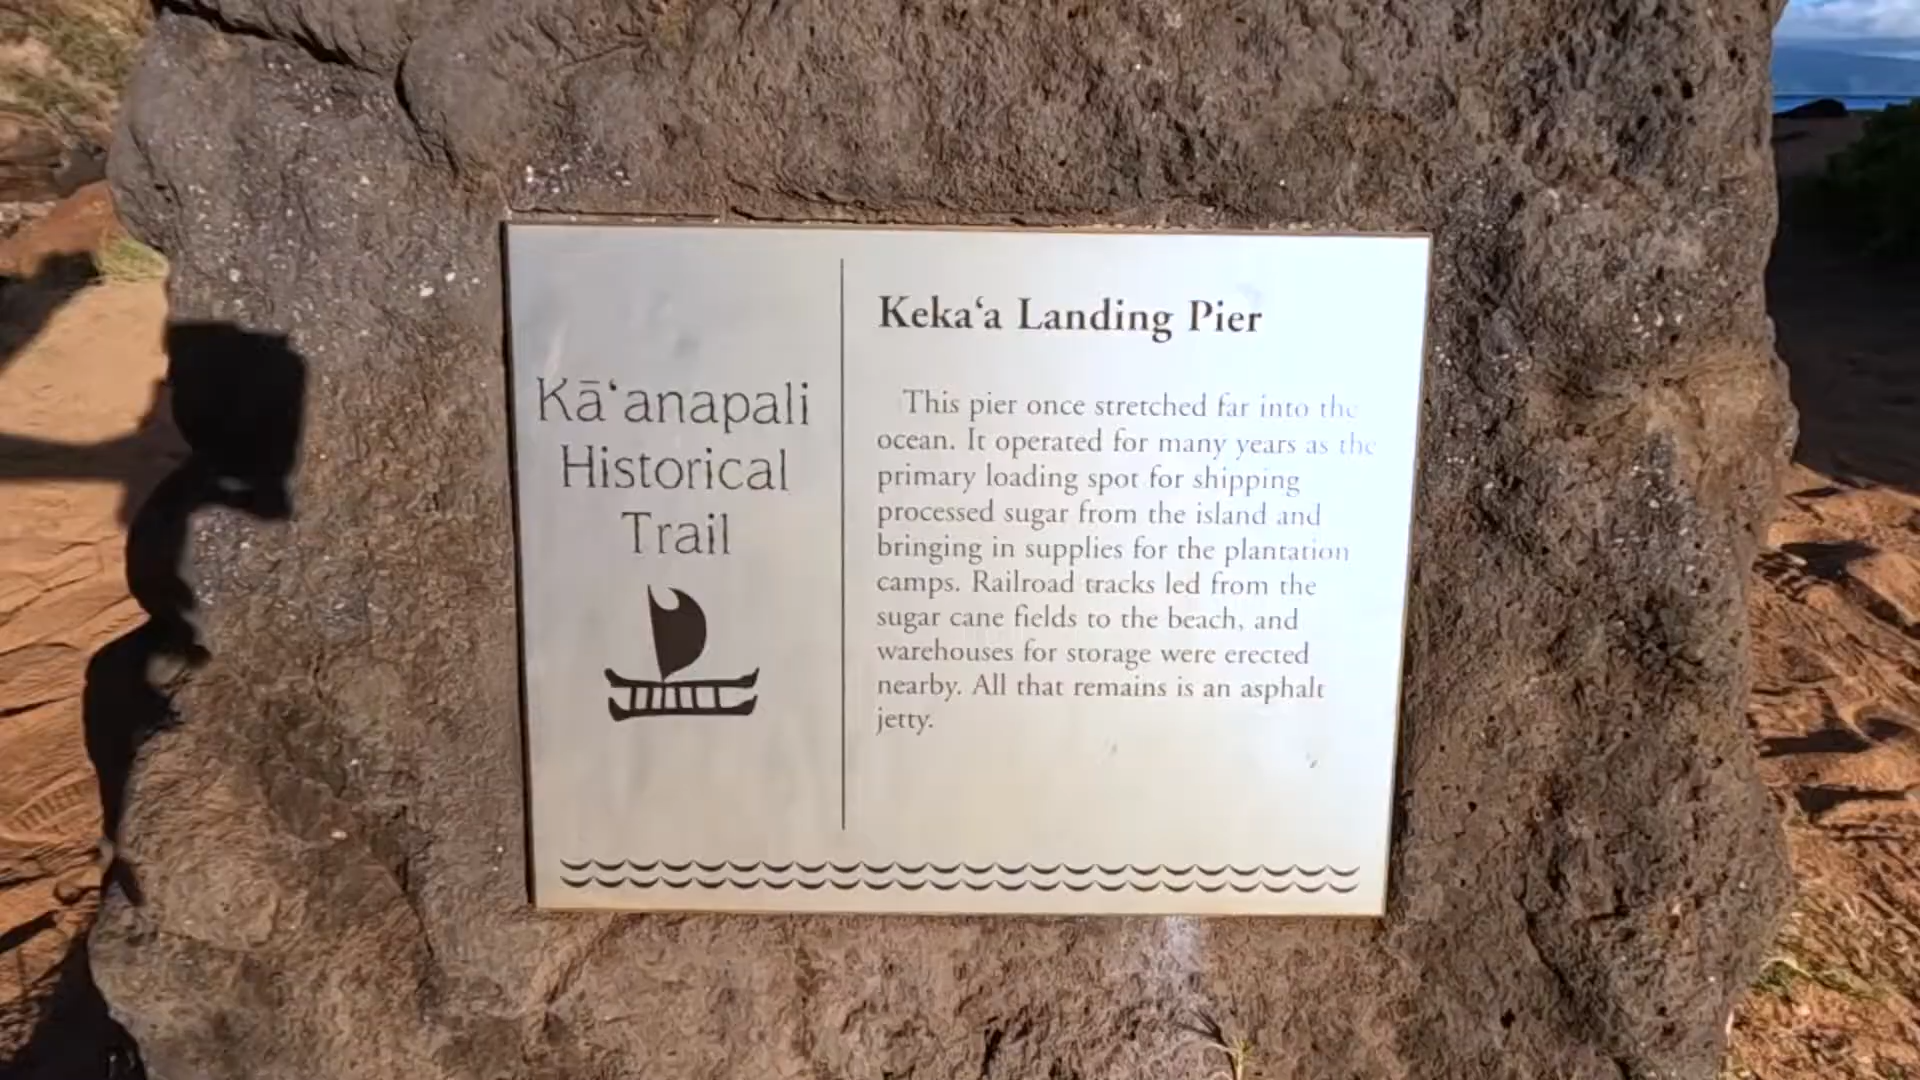 Kā‘anapali
Historical
Trail
Keka‘a Landing Pier
This pier once stretched far into the
ocean. It operated for many years as the
primary loading spot for shipping
processed sugar from the island and
bringing in supplies for the plantation
camps. Railroad tracks led from the
sugar cane fields to the beach, and
warehouses for storage were erected
nearby. All that remains is an asphalt
jetty.